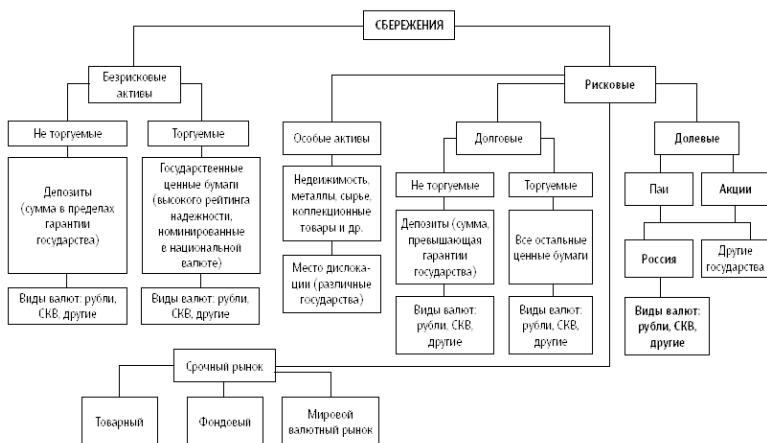 СБЕРЕЖЕНИЯ
Безрисковые
активы
Рисковые
Не торгуемые
Торгуемые
Особые активы
Долговые
Долевые
Депозиты
(сумма в пределах
гарантии
государства)
Государственные
ценные бумаги
(высокого рейтинга
надежности,
номинированные
в национальной
валюте)
Недвижимость,
металлы, сырье,
коллекционные
товары и др.
Не торгуемые
Торгуемые
Паи
Акции
Депозиты (сумма,
превышающая
гарантии
государства)
Все остальные
ценные бумаги
Россия
Другие
государства
Место дислока-
ции (различные
государства)
Виды валют: рубли,
СКВ, другие
Виды валют: рубли,
СКВ, другие
Виды валют:
рубли, СКВ,
другие
Виды валют:
рубли, СКВ,
другие
Виды валют:
рубли, СКВ,
другие
Срочный рынок
Товарный
Фондовый
Мировой
валютный рынок